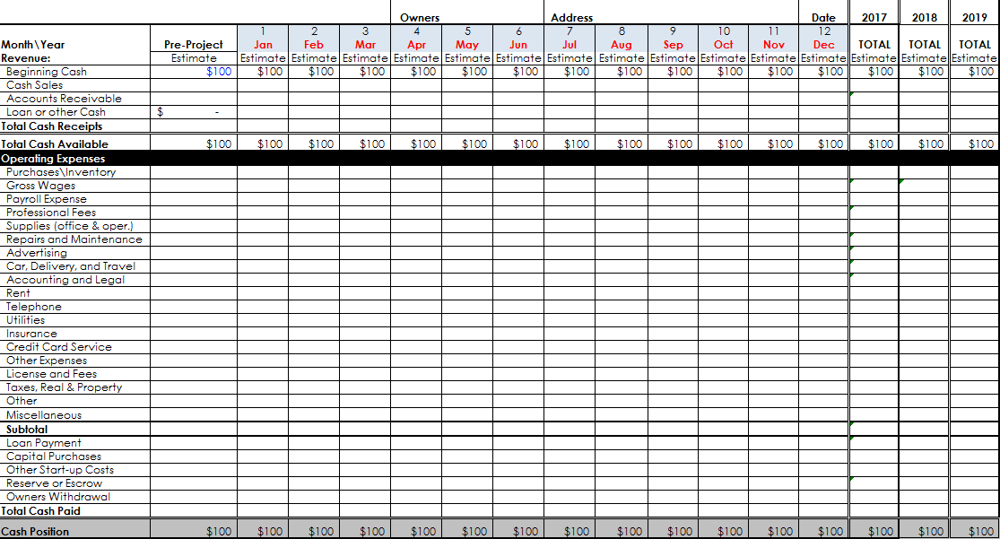 Owners Address Date 2017 2018 2019
1 2 3 4 5 6 7 8 9 10 11 12
Month\Year Pre-Project Jan Feb Mar Apr May Jun Jul Aug Sep Oct Nov Dec TOTAL TOTAL TOTAL
Revenue: Estimate Estimate Estimate Estimate Estimate Estimate Estimate Estimate Estimate Estimate Estimate Estimate Estimate Estimate Estimate Estimate
Beginning Cash $100 $100 $100 $100 $100 $100 $100 $100 $100 $100 $100 $100 $100 $100 $100 $100
Cash Sales
Accounts Receivable
Loan or other Cash $ -
Total Cash Receipts
Total Cash Available $100 $100 $100 $100 $100 $100 $100 $100 $100 $100 $100 $100 $100 $100 $100 $100
Operating Expenses
Purchases\Inventory
Gross Wages
Payroll Expense
Professional Fees
Supplies (office & oper.)
Repairs and Maintenance
Advertising
Car, Delivery, and Travel
Accounting and Legal
Rent
Telephone
Utilities
Insurance
Credit Card Service
Other Expenses
License and Fees
Taxes, Real & Property
Other
Miscellaneous
Subtotal
Loan Payment
Capital Purchases
Other Start-up Costs
Reserve or Escrow
Owners Withdrawal
Total Cash Paid
Cash Position $100 $100 $100 $100 $100 $100 $100 $100 $100 $100 $100 $100 $100 $100 $100 $100